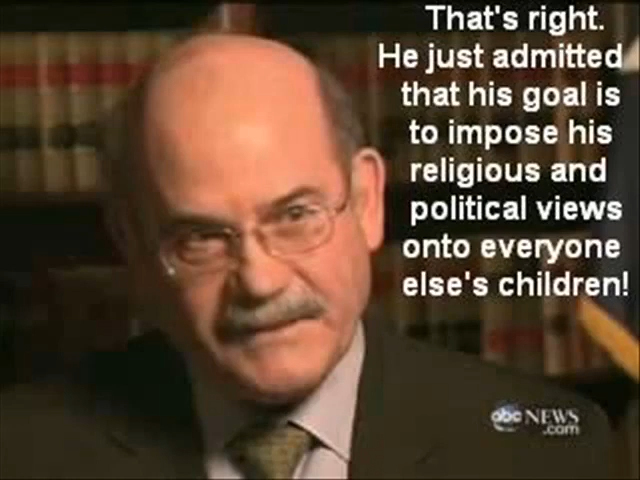 That's right.
He just admitted
that his goal is
to impose his
religious and
political views
onto everyone
else's children!
abc NEWS
.com